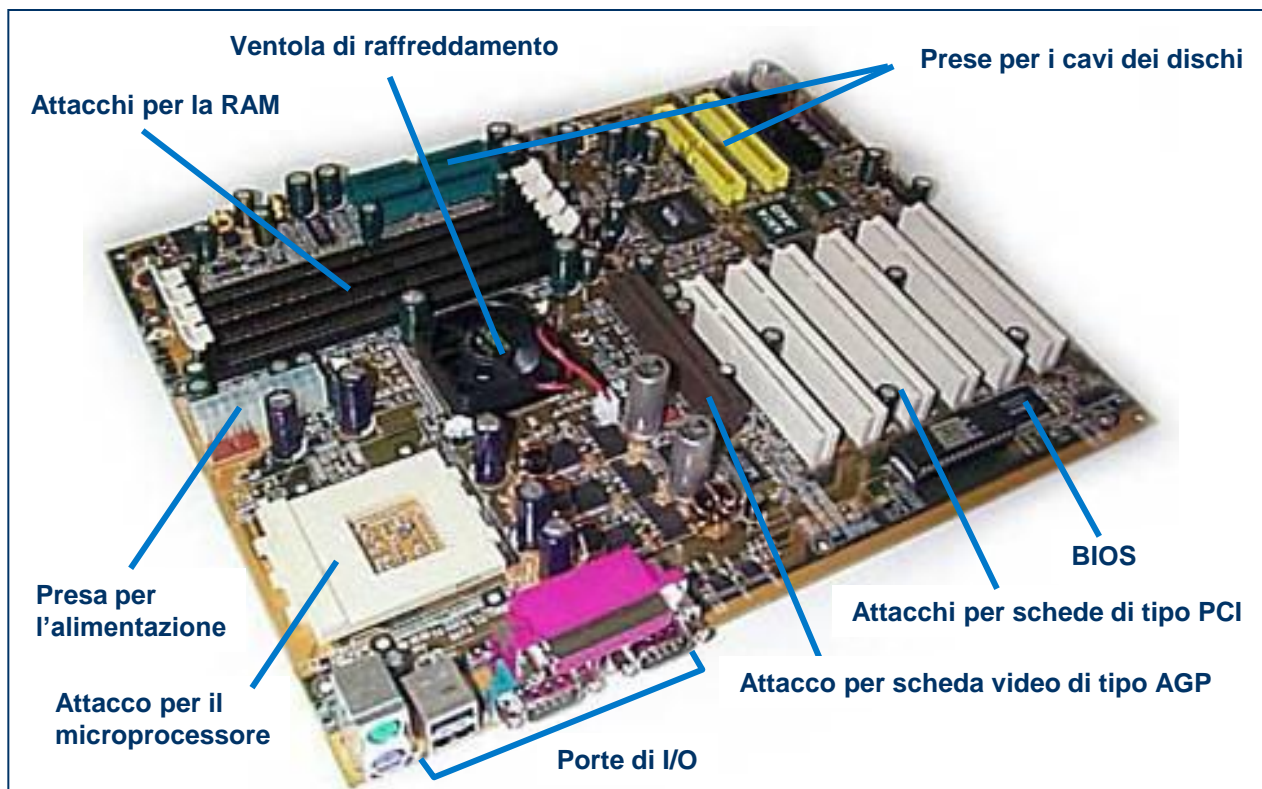 Ventola di raffreddamento
Prese per i cavi dei dischi
Attacchi per la RAM
BIOS
Presa per
l’alimentazione
Attacchi per schede di tipo PCI
Attacco per scheda video di tipo AGP
Attacco per il
microprocessore
Porte di I/O